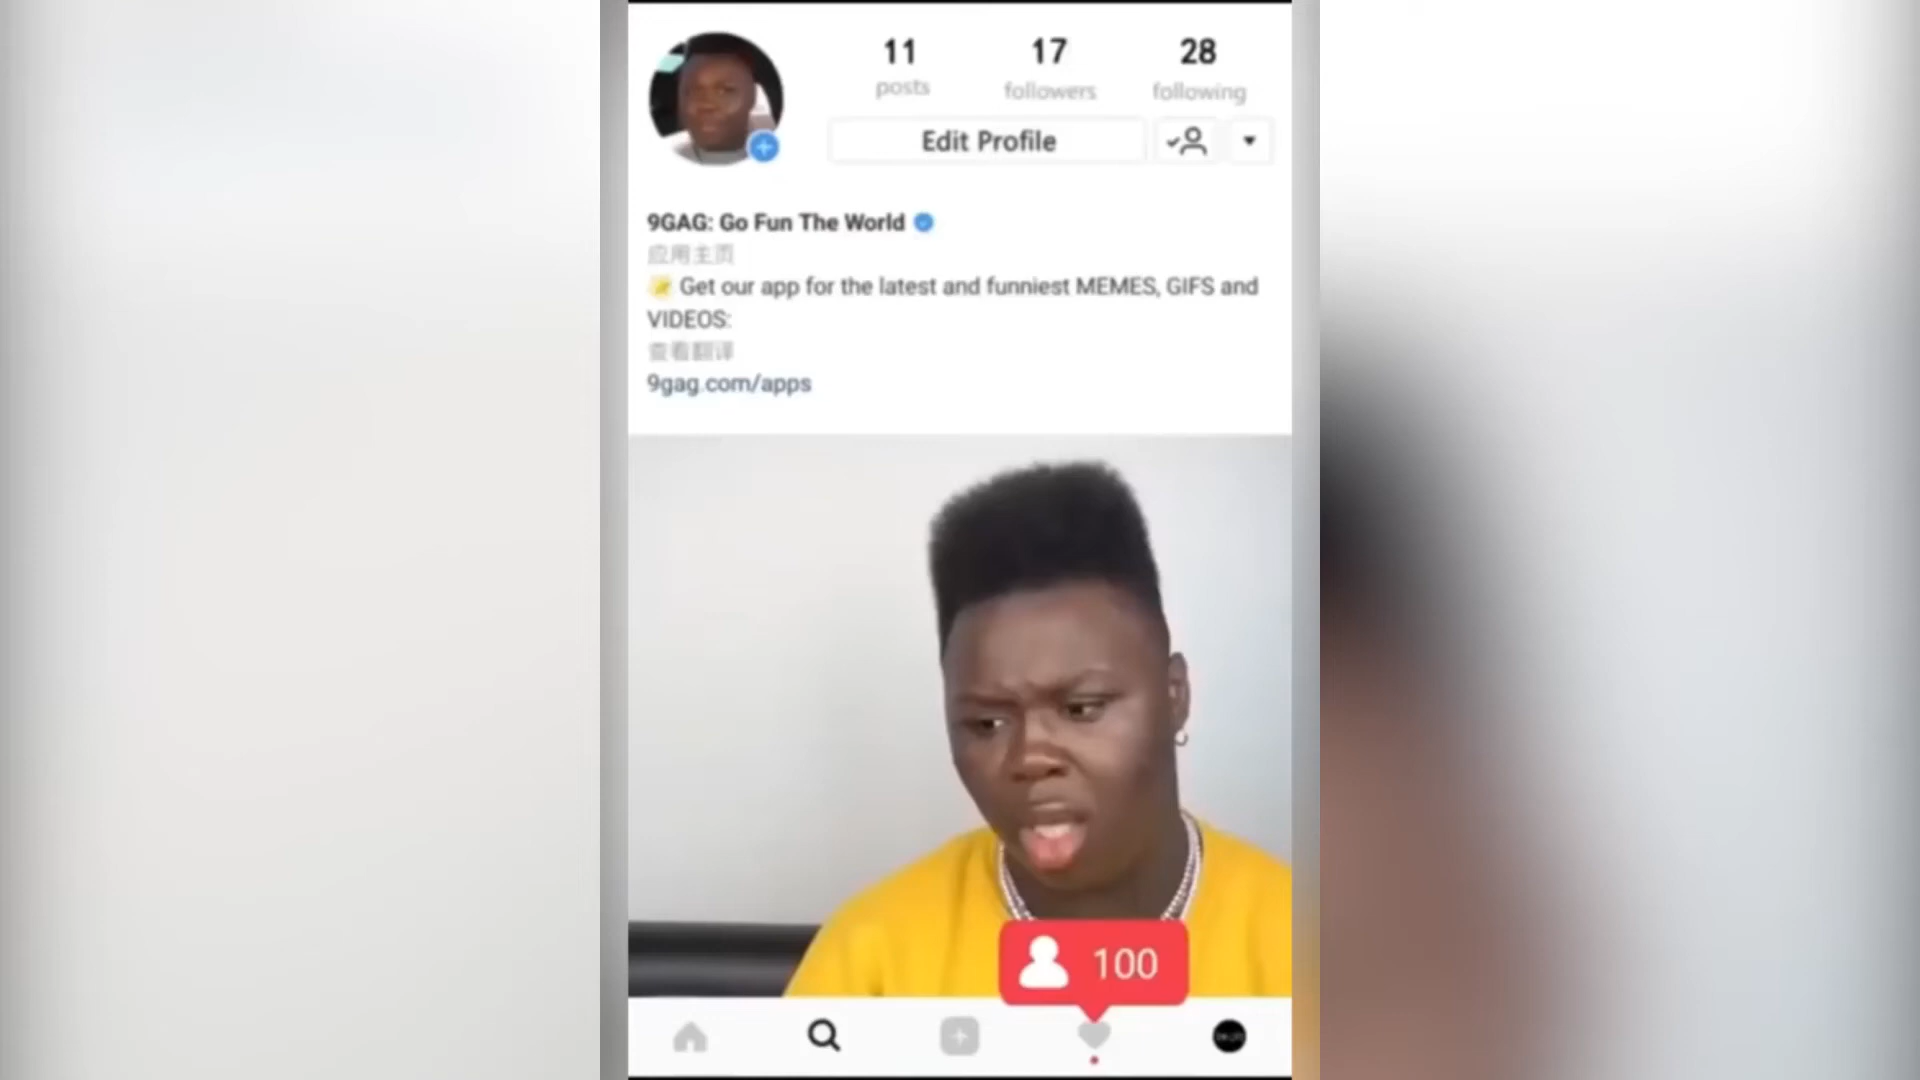 11 17 28
posts followers following
Edit Profile
9GAG: Go Fun The World
应用主页
Get our app for the latest and funniest MEMES, GIFS and
VIDEOS:
查看翻译
9gag.com/apps
100